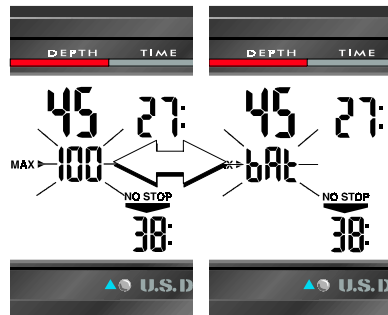 DEPTH TIME DEPTH TIME
45 27: 45 27:
MAX 100 bAt
NO STOP NO STOP
38: 38:
U.S.D U.S.D